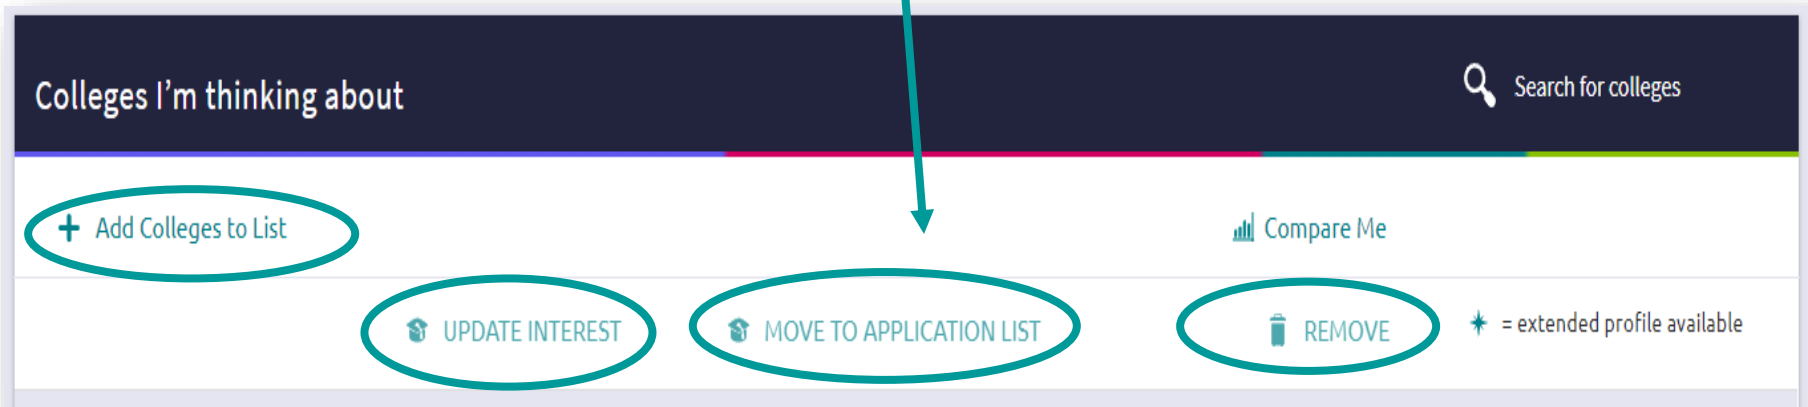 Colleges I'm thinking about
Search for colleges
Add Colleges to List
Compare Me
UPDATE INTEREST
MOVE TO APPLICATION LIST
REMOVE
= extended profile available